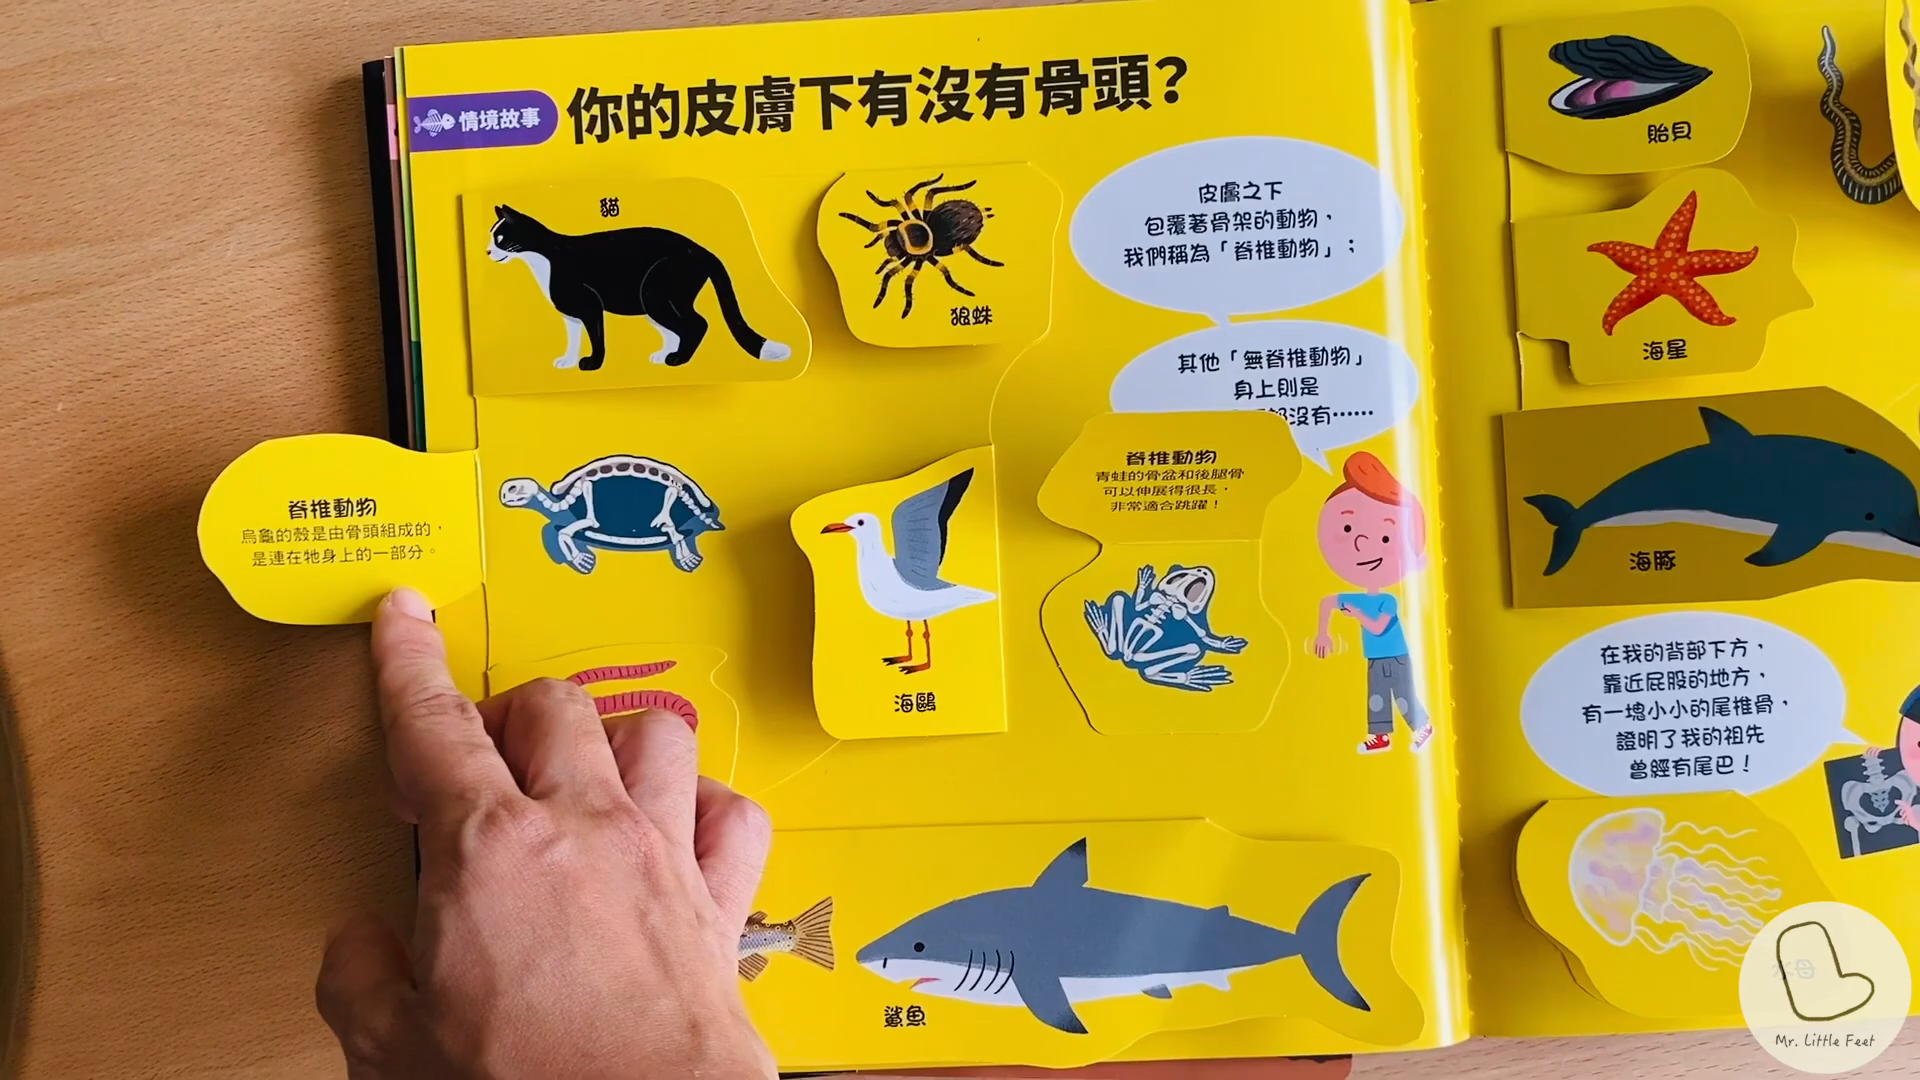 情境故事
你的皮膚下有沒有骨頭？
貓
狼蛛
皮膚之下
包覆著骨架的動物，
我們稱為「脊椎動物」；
其他「無脊椎動物」
身上則是
都沒有……
脊椎動物
烏龜的殼是由骨頭組成的，
是連在牠身上的一部分。
海鷗
脊椎動物
青蛙的骨盆和後腿骨
可以伸展得很長，
非常適合跳躍！
鯊魚
貽貝
海星
海豚
在我的背部下方，
靠近屁股的地方，
有一塊小小的尾椎骨，
證明了我的祖先
曾經有尾巴！
水母
Mr. Little Feet